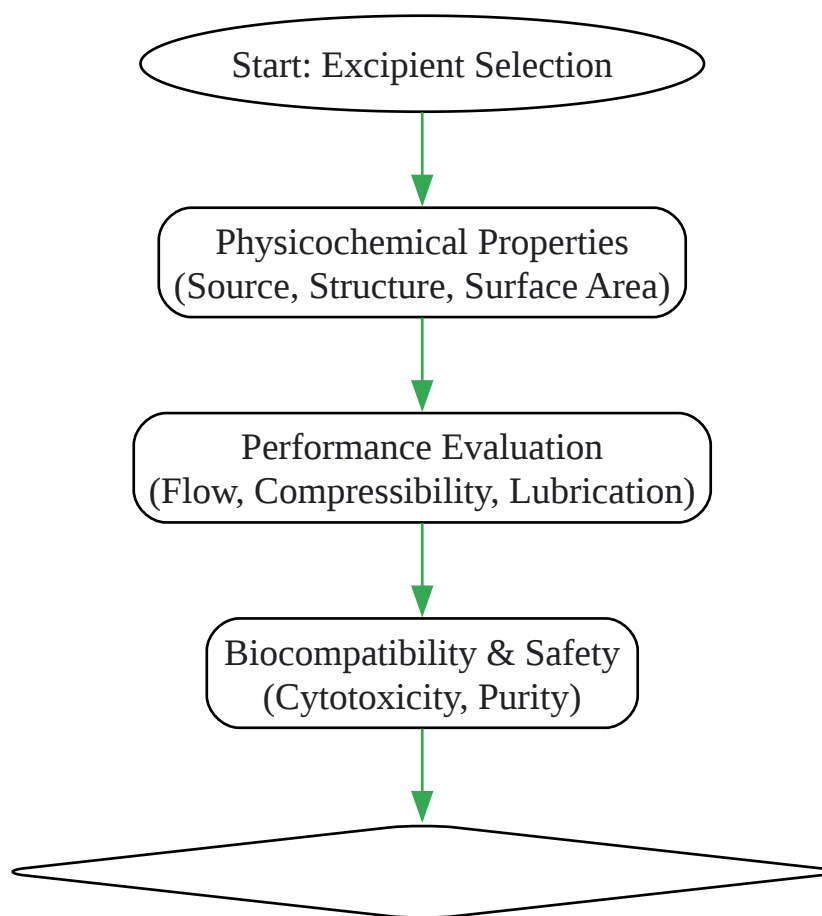 Start: Excipient Selection
Physicochemical Properties
(Source, Structure, Surface Area)
Performance Evaluation
(Flow, Compressibility, Lubrication)
Biocompatibility & Safety
(Cytotoxicity, Purity)